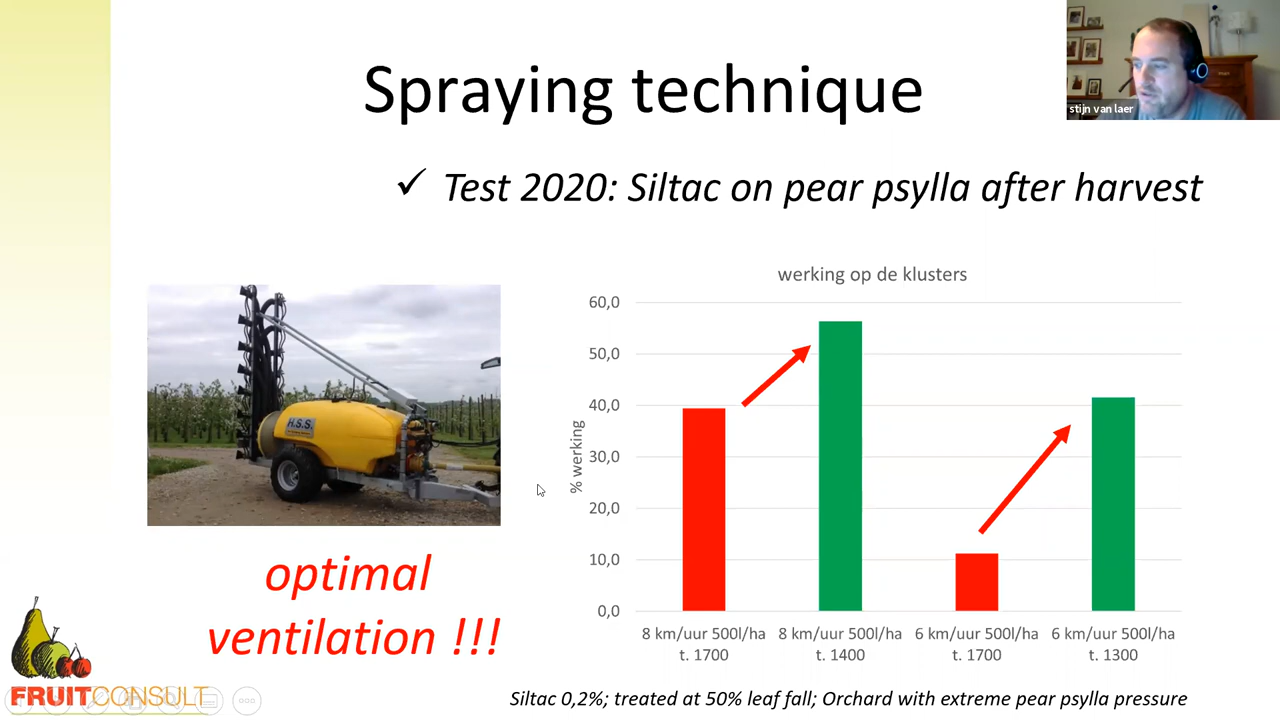 Spraying technique
stijn van laer
✓ Test 2020: Siltac on pear psylla after harvest
werking op de klusters
60,0
50,0
40,0
30,0
20,0
10,0
0,0
% werking
8 km/uur 500l/ha
t. 1700
8 km/uur 500l/ha
t. 1400
6 km/uur 500l/ha
t. 1700
6 km/uur 500l/ha
t. 1300
H.S.S.
optimal
ventilation !!!
FRUITCONSULT
Siltac 0,2%; treated at 50% leaf fall; Orchard with extreme pear psylla pressure